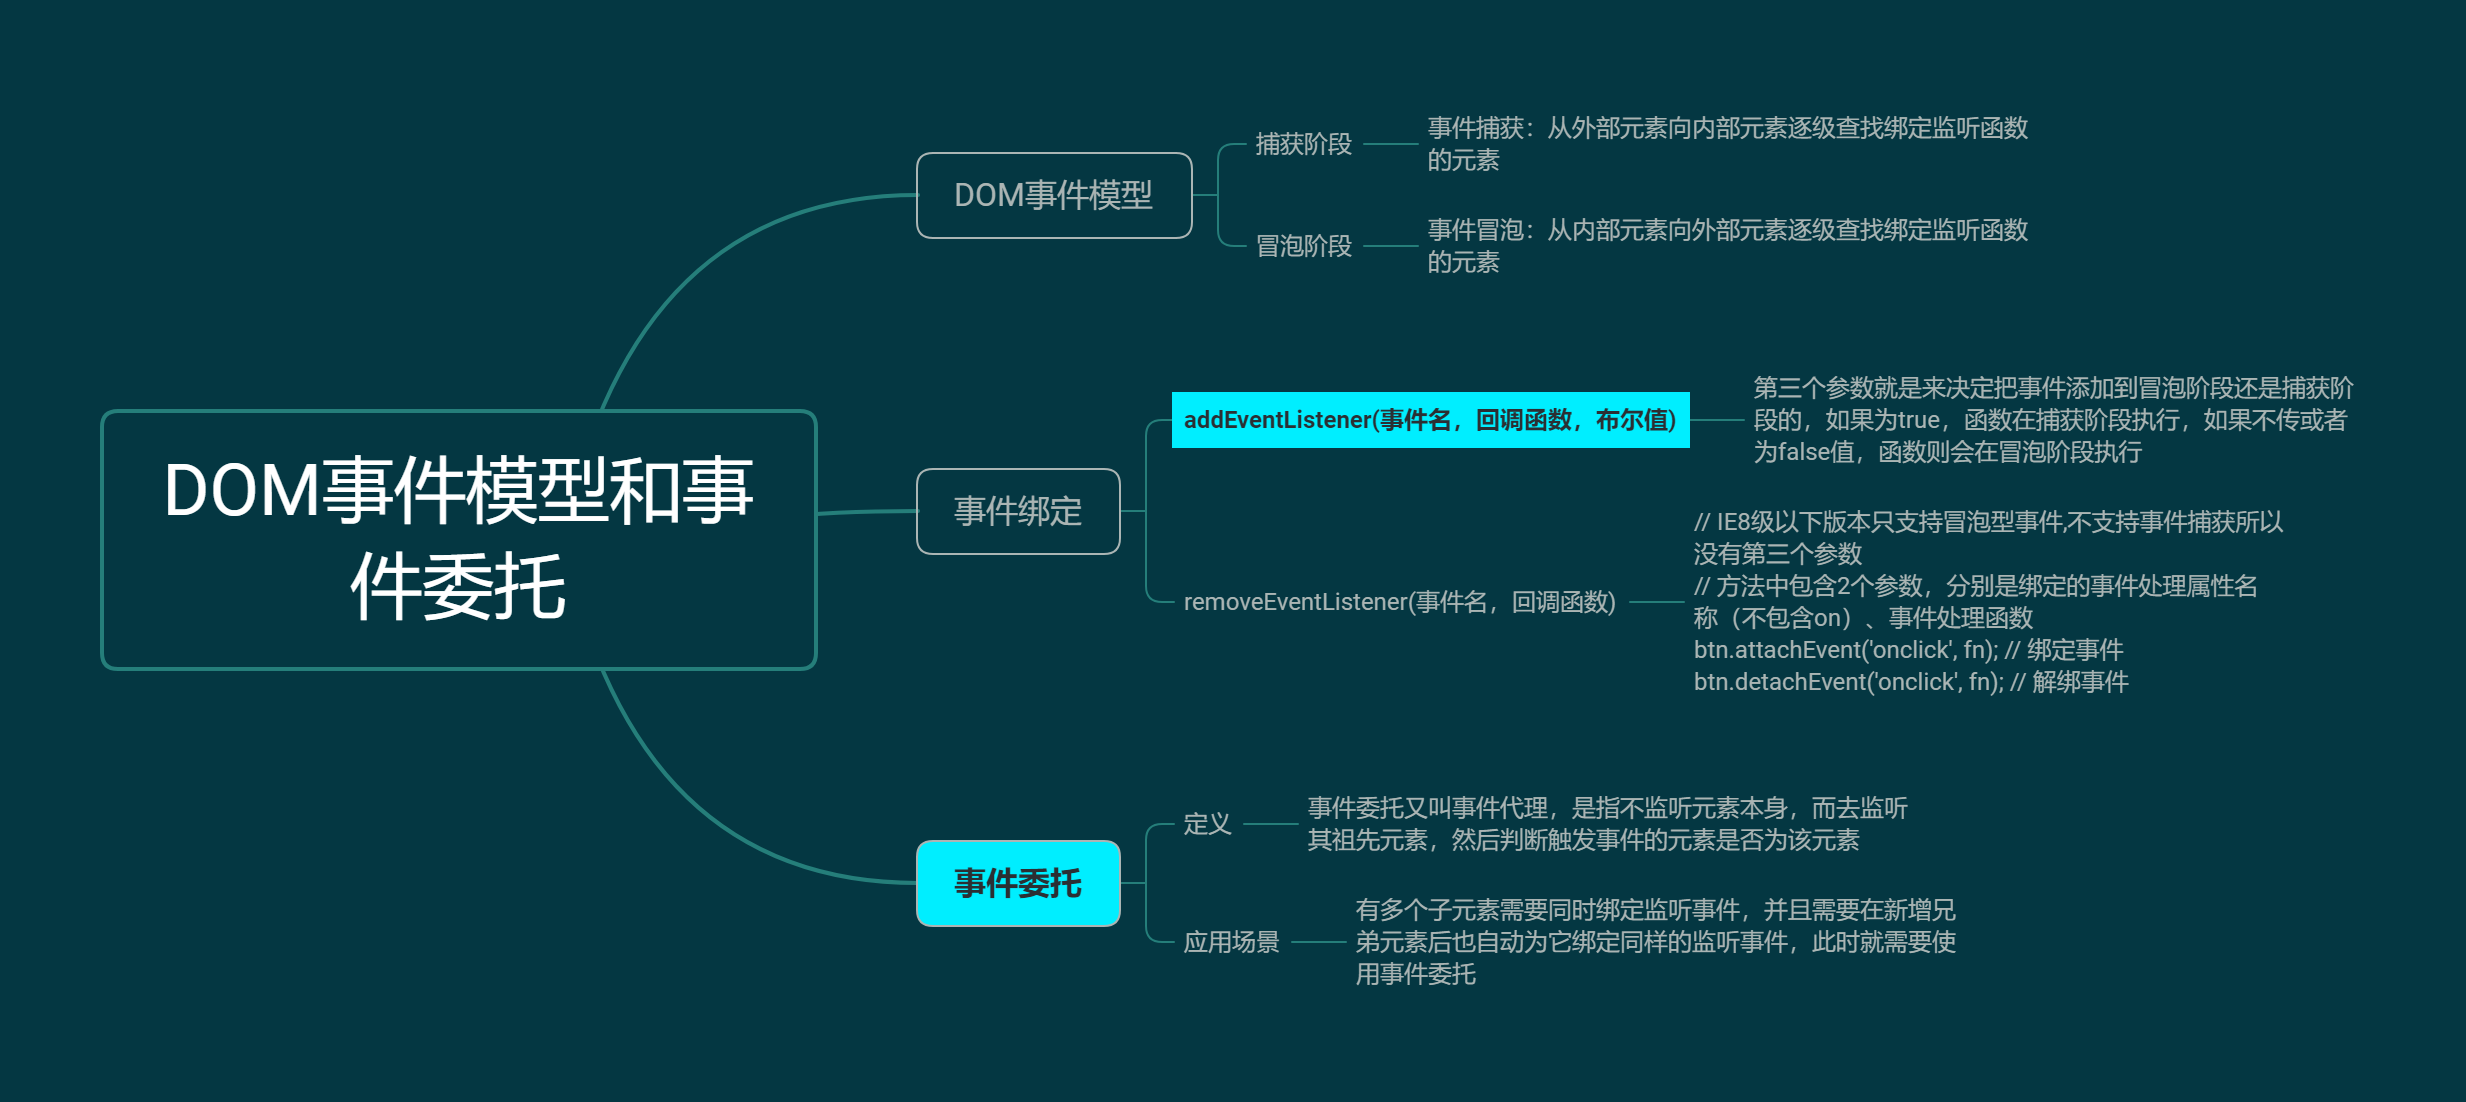 DOM事件模型和事
件委托
DOM事件模型
捕获阶段
事件捕获：从外部元素向内部元素逐级查找绑定监听函数
的元素
冒泡阶段
事件冒泡：从内部元素向外部元素逐级查找绑定监听函数
的元素
事件绑定
addEventListener(事件名，回调函数，布尔值)
第三个参数就是来决定把事件添加到冒泡阶段还是捕获阶
段的，如果为true，函数在捕获阶段执行，如果不传或者
为false值，函数则会在冒泡阶段执行
removeEventListener(事件名，回调函数)
// IE8级以下版本只支持冒泡型事件,不支持事件捕获所以
没有第三个参数
// 方法中包含2个参数，分别是绑定的事件处理属性名
称（不包含on）、事件处理函数
btn.attachEvent('onclick', fn); // 绑定事件
btn.detachEvent('onclick', fn); // 解绑事件
事件委托
定义
事件委托又叫事件代理，是指不监听元素本身，而去监听
其祖先元素，然后判断触发事件的元素是否为该元素
应用场景
有多个子元素需要同时绑定监听事件，并且需要在新增兄
弟元素后也自动为它绑定同样的监听事件，此时就需要使
用事件委托